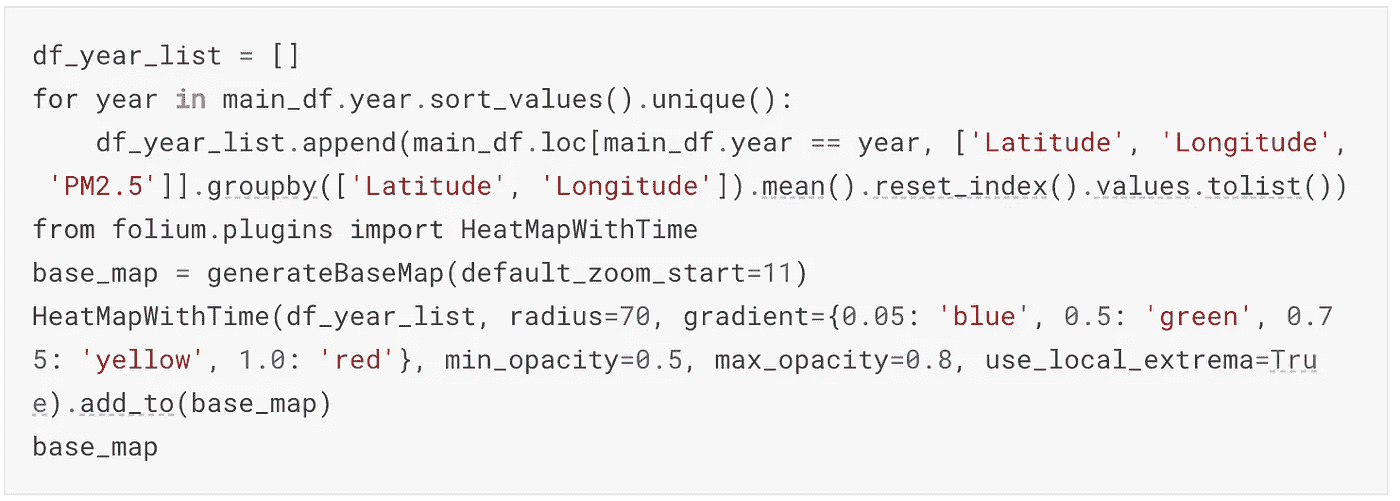 df_year_list = []
for year in main_df.year.sort_values().unique():
    df_year_list.append(main_df.loc[main_df.year == year, ['Latitude', 'Longitude',
 'PM2.5']].groupby(['Latitude', 'Longitude']).mean().reset_index().values.tolist())
from folium.plugins import HeatMapWithTime
base_map = generateBaseMap(default_zoom_start=11)
HeatMapWithTime(df_year_list, radius=70, gradient={0.05: 'blue', 0.5: 'green', 0.7
5: 'yellow', 1.0: 'red'}, min_opacity=0.5, max_opacity=0.8, use_local_extrema=Tru
e).add_to(base_map)
base_map